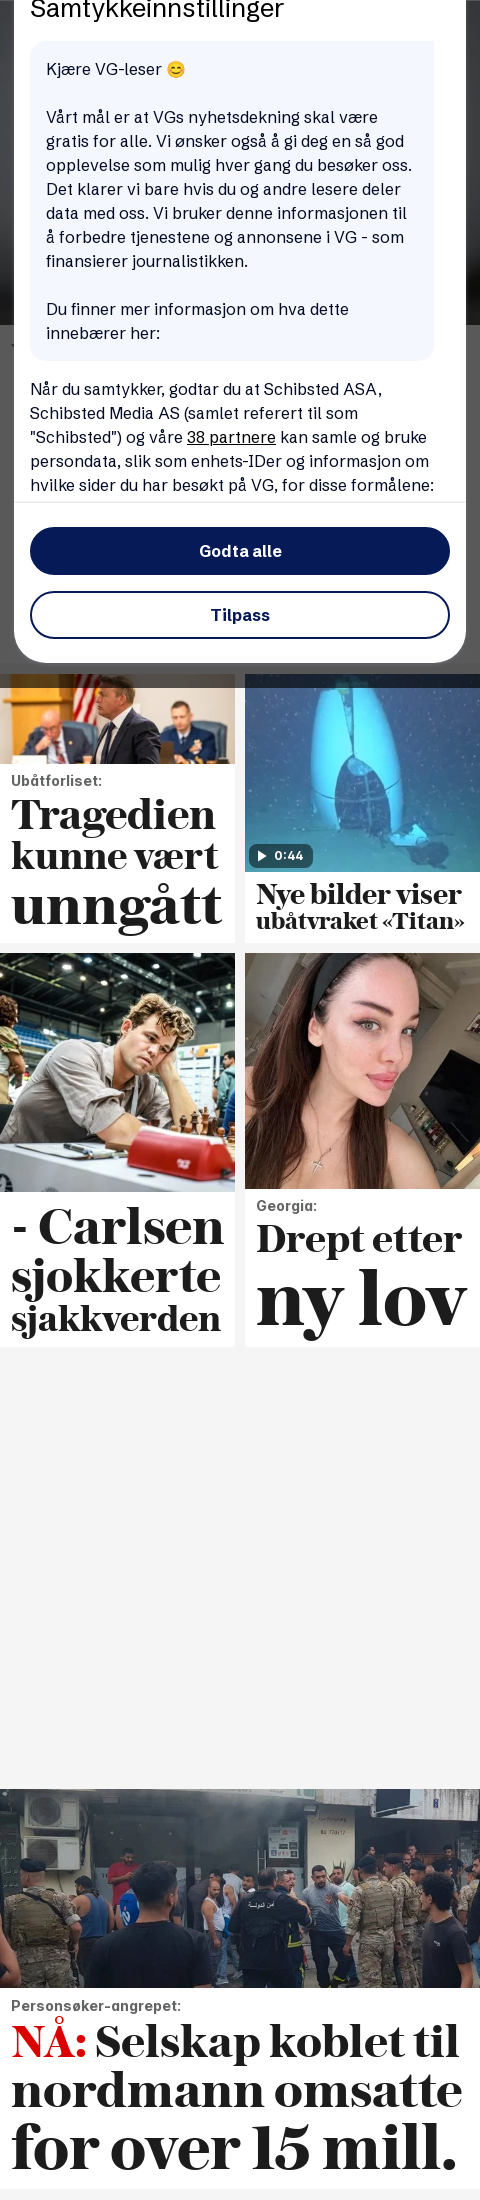 Samtykkeinnstillinger
Kjære VG-leser 😊
Vårt mål er at VGs nyhetsdekning skal være
gratis for alle. Vi ønsker også å gi deg en så god
opplevelse som mulig hver gang du besøker oss.
Det klarer vi bare hvis du og andre lesere deler
data med oss. Vi bruker denne informasjonen til
å forbedre tjenestene og annonsene i VG - som
finansierer journalistikken.
Du finner mer informasjon om hva dette
innebærer her:
Når du samtykker, godtar du at Schibsted ASA,
Schibsted Media AS (samlet referert til som
"Schibsted") og våre 38 partnere kan samle og bruke
persondata, slik som enhets-IDer og informasjon om
hvilke sider du har besøkt på VG, for disse formålene:
Godta alle
Tilpass
Ubåtforliset:
Tragedien
kunne vært
unngått
0:44
Nye bilder viser
ubåtvraket «Titan»
- Carlsen
sjokkerte
sjakkverden
Georgia:
Drept etter
ny lov
Personsøker-angrepet:
NÅ: Selskap koblet til
nordmann omsatte
for over 15 mill.